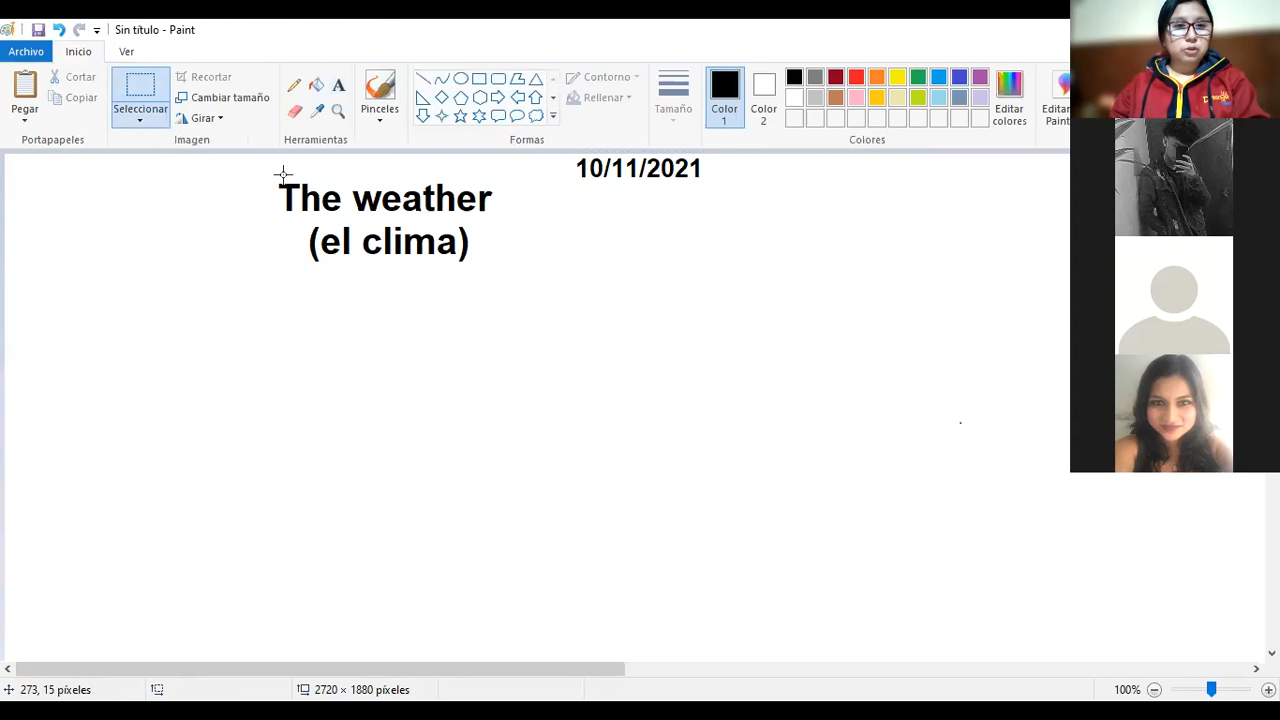 Sin título - Paint
Archivo Inicio Ver
Pegar
Cortar
Copiar
Portapapeles
Seleccionar
Recortar
Cambiar tamaño
Girar
Imagen
A
Herramientas
Pinceles
Contorno
Rellenar
Formas
Tamaño
Color 1
Color 2
Editar colores
Colores
Editar
Paint
10/11/2021
The weather
(el clima)
273, 15 píxeles
2720 × 1880 píxeles
100%